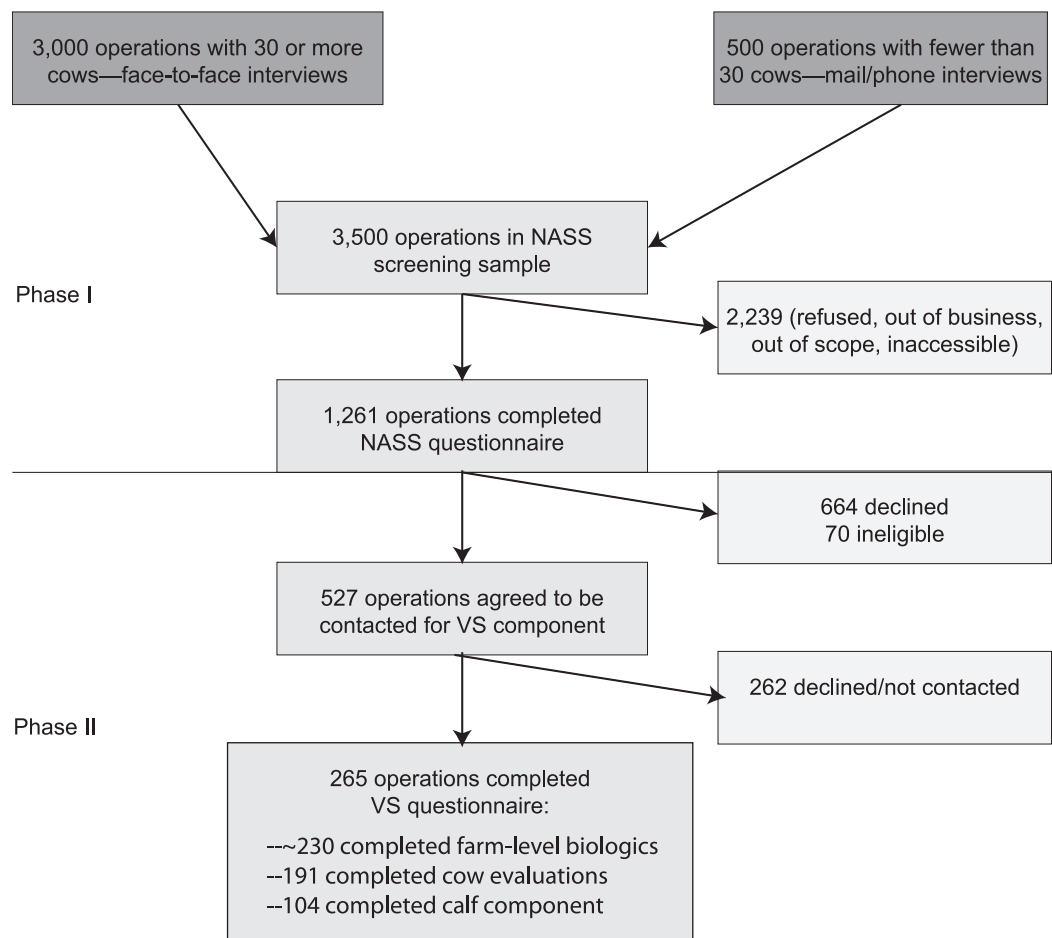 3,000 operations with 30 or more
cows—face-to-face interviews
500 operations with fewer than
30 cows—mail/phone interviews
3,500 operations in NASS
screening sample
Phase I
2,239 (refused, out of business,
out of scope, inaccessible)
1,261 operations completed
NASS questionnaire
664 declined
70 ineligible
527 operations agreed to be
contacted for VS component
262 declined/not contacted
Phase II
265 operations completed
VS questionnaire:
--~230 completed farm-level biologics
--191 completed cow evaluations
--104 completed calf component